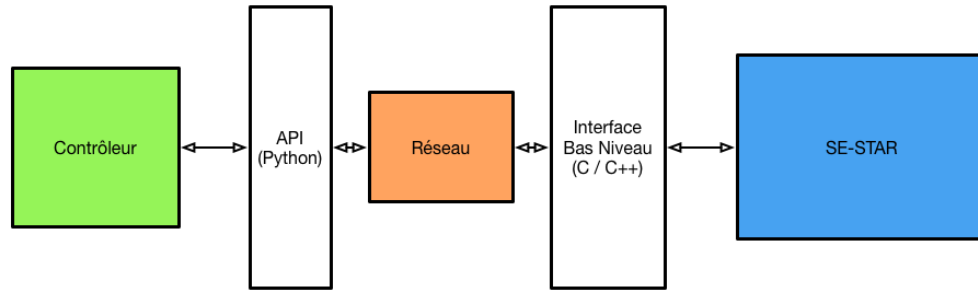 Contrôleur
API
(Python)
Réseau
Interface
Bas Niveau
(C / C++)
SE-STAR